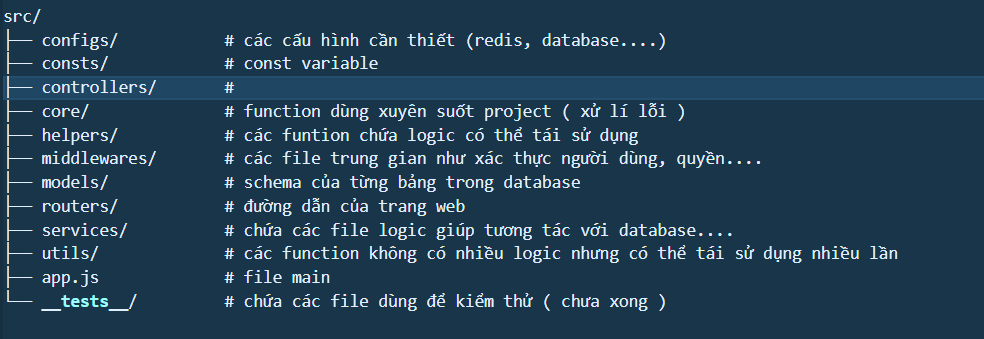 src/
├── configs/ # các cấu hình cần thiết (redis, database....)
├── consts/ # const variable
├── controllers/ #
├── core/ # function dùng xuyên suốt project ( xử lí lỗi )
├── helpers/ # các funtion chứa logic có thể tái sử dụng
├── middlewares/ # các file trung gian như xác thực người dùng, quyền....
├── models/ # schema của từng bảng trong database
├── routers/ # đường dẫn của trang web
├── services/ # chứa các file logic giúp tương tác với database....
├── utils/ # các function không có nhiều logic nhưng có thể tái sử dụng nhiều lần
├── app.js # file main
└── __tests__/ # chứa các file dùng để kiểm thử ( chưa xong )